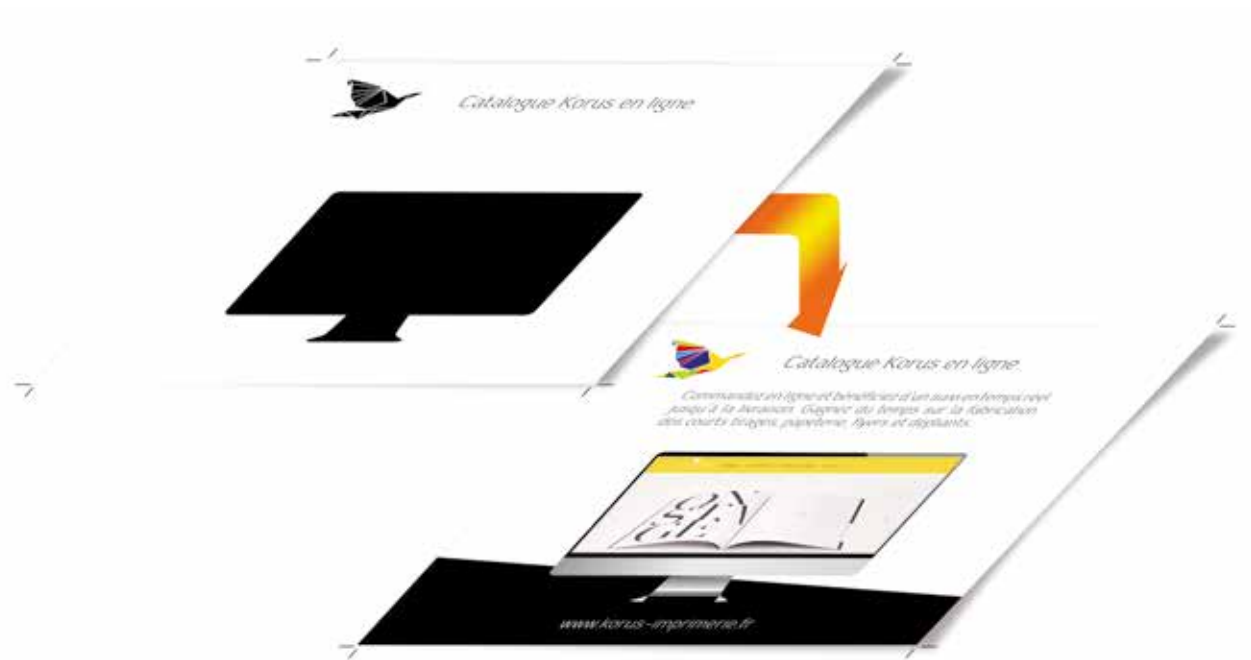 Catalogue Korus en ligne
Catalogue Korus en ligne
Commandez en ligne et bénéficiez d'un suivi en temps réel
jusqu'à la livraison. Gagnez du temps sur la fabrication
des courts tirages, papeterie, flyers et dépliants.
www.korus-imprimerie.fr